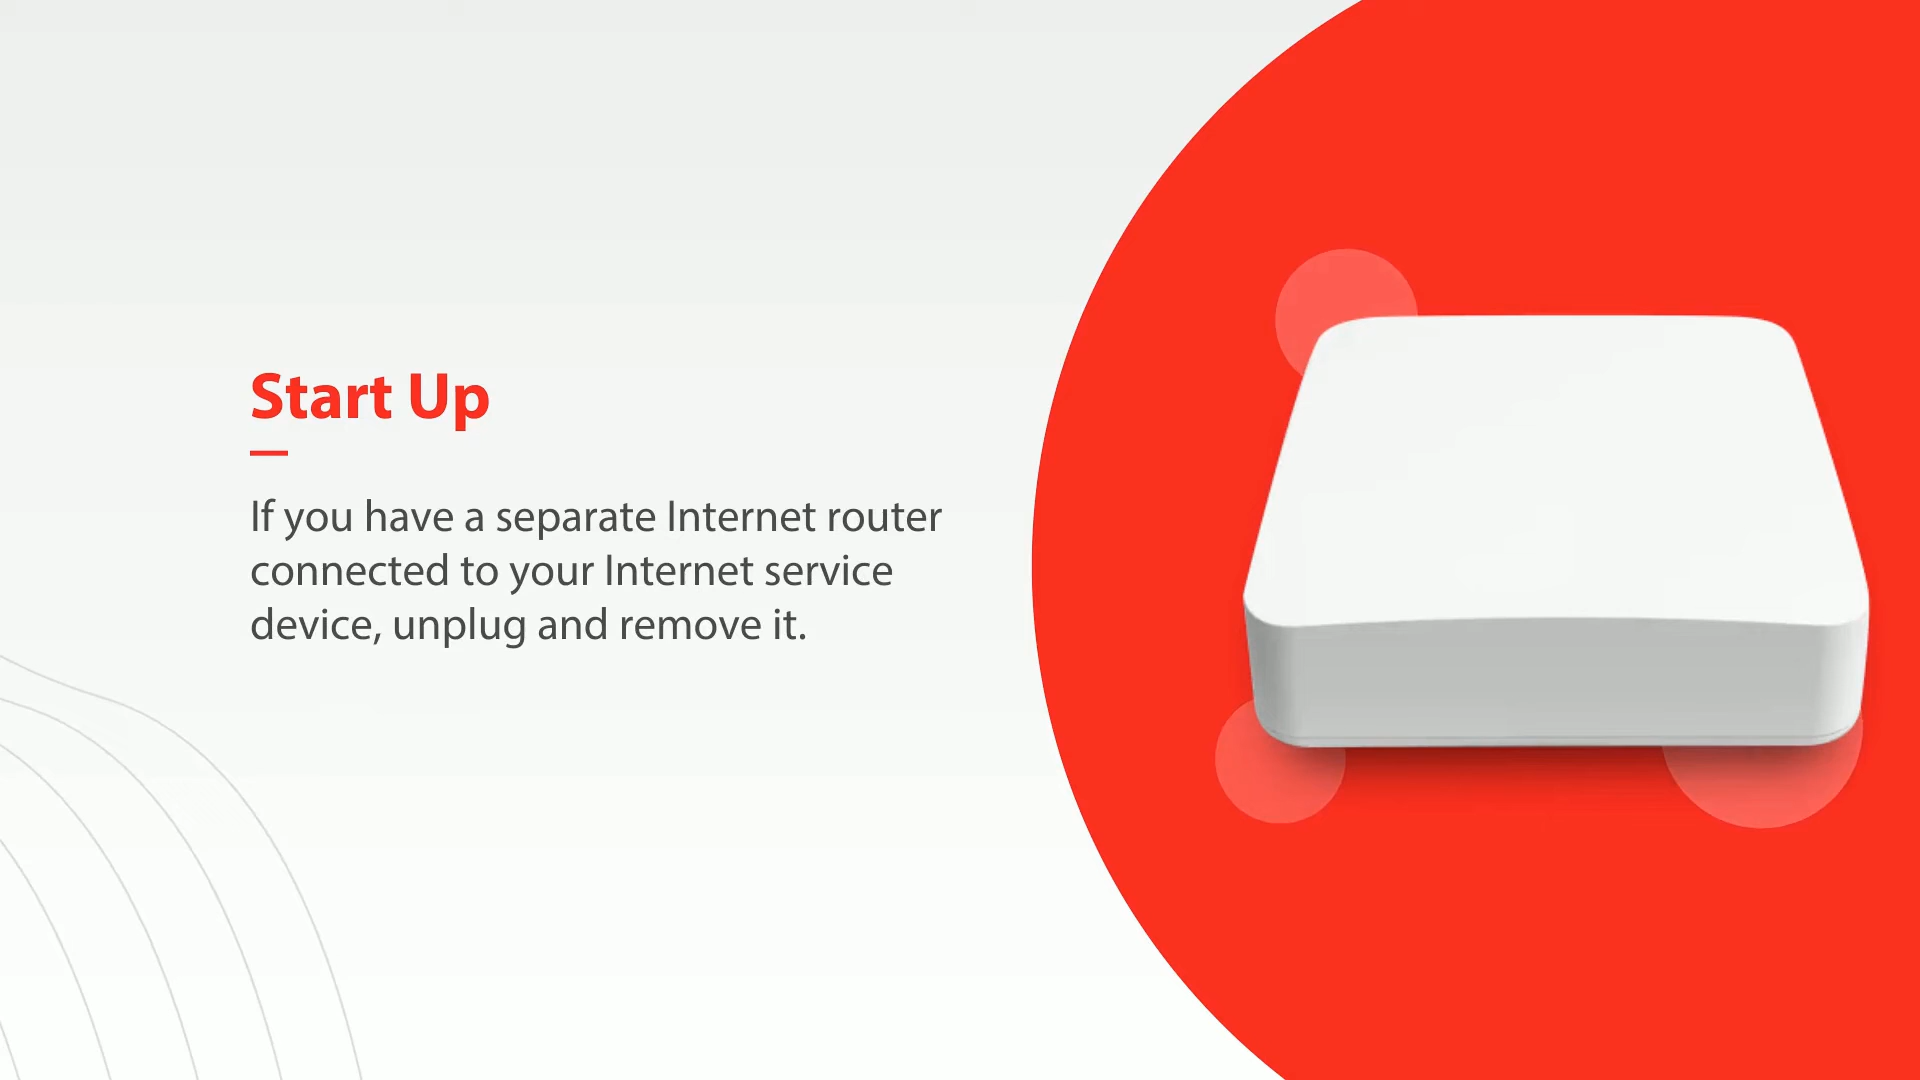 Start Up
If you have a separate Internet router
connected to your Internet service
device, unplug and remove it.